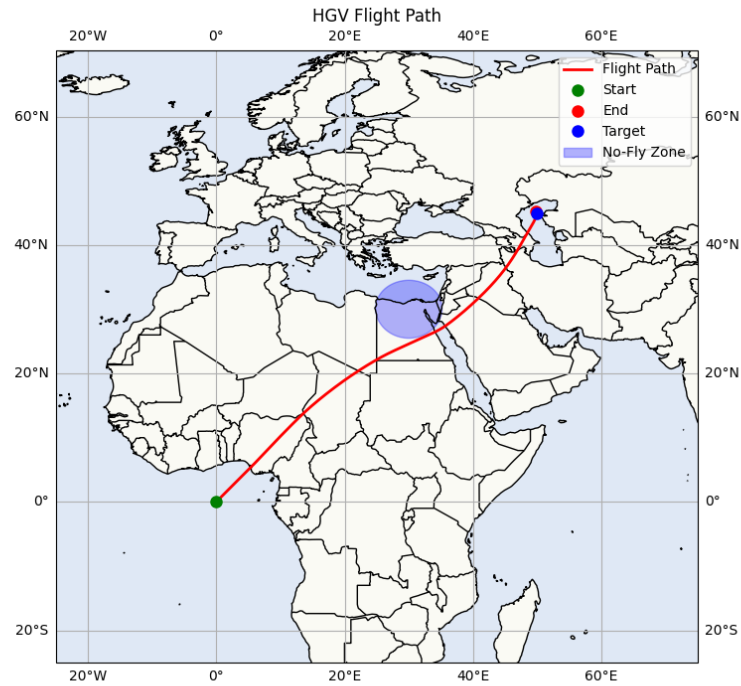 HGV Flight Path
20°W 0° 20°E 40°E 60°E
Flight Path
Start
End
Target
No-Fly Zone
60°N 60°N
40°N 40°N
20°N 20°N
0° 0°
20°S 20°S
20°W 0° 20°E 40°E 60°E